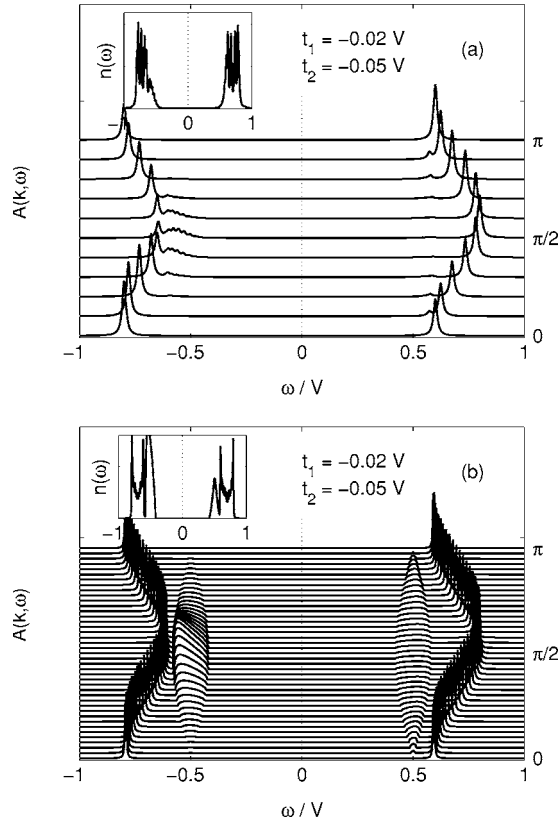 n(ω)
−1 0 1
t₁ = −0.02 V
t₂ = −0.05 V
(a)
A(k,ω)
π
π/2
0
−1 −0.5 0 0.5 1
ω / V
n(ω)
−1 0 1
t₁ = −0.02 V
t₂ = −0.05 V
(b)
A(k,ω)
π
π/2
0
−1 −0.5 0 0.5 1
ω / V